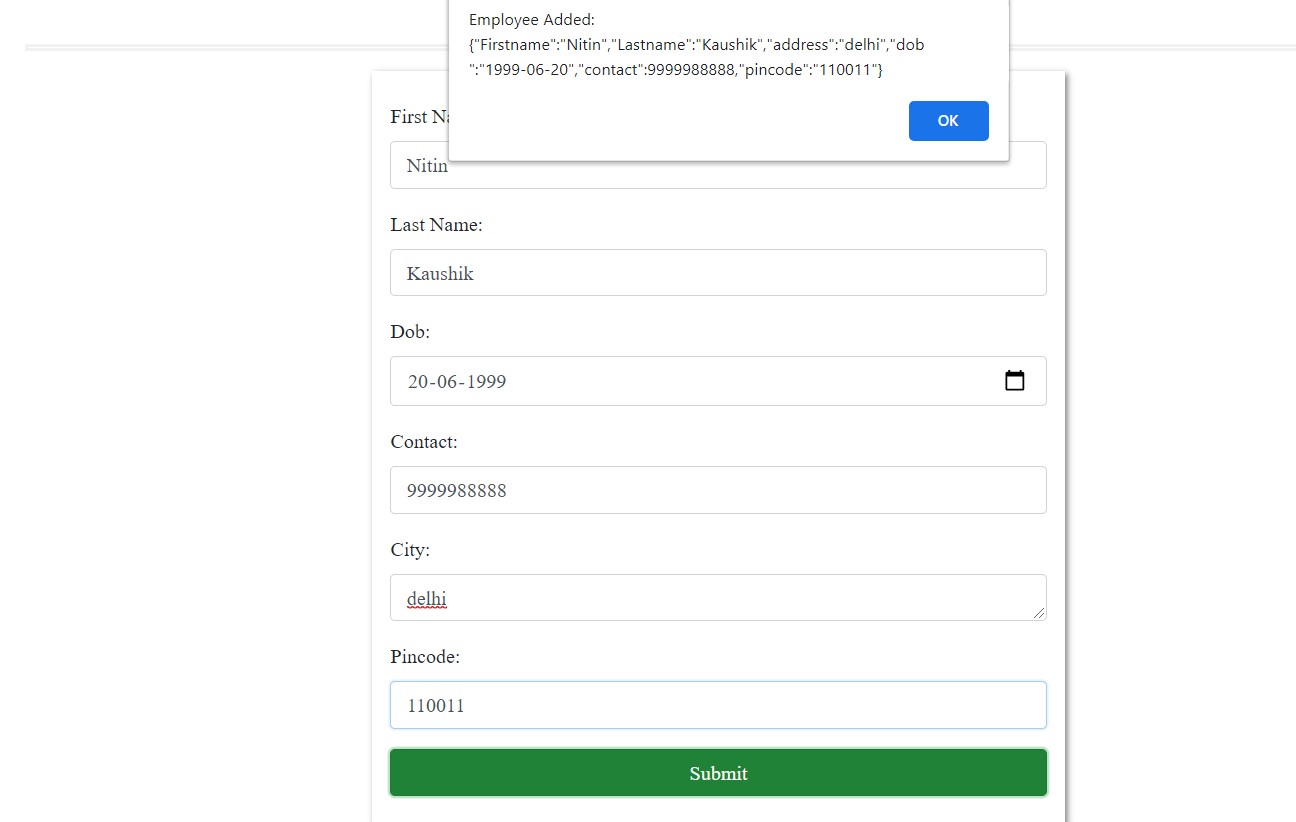 Employee Added:
{"Firstname":"Nitin","Lastname":"Kaushik","address":"delhi","dob
":"1999-06-20","contact":9999988888,"pincode":"110011"}
OK
First Na
Nitin
Last Name:
Kaushik
Dob:
20-06-1999
Contact:
9999988888
City:
delhi
Pincode:
110011
Submit